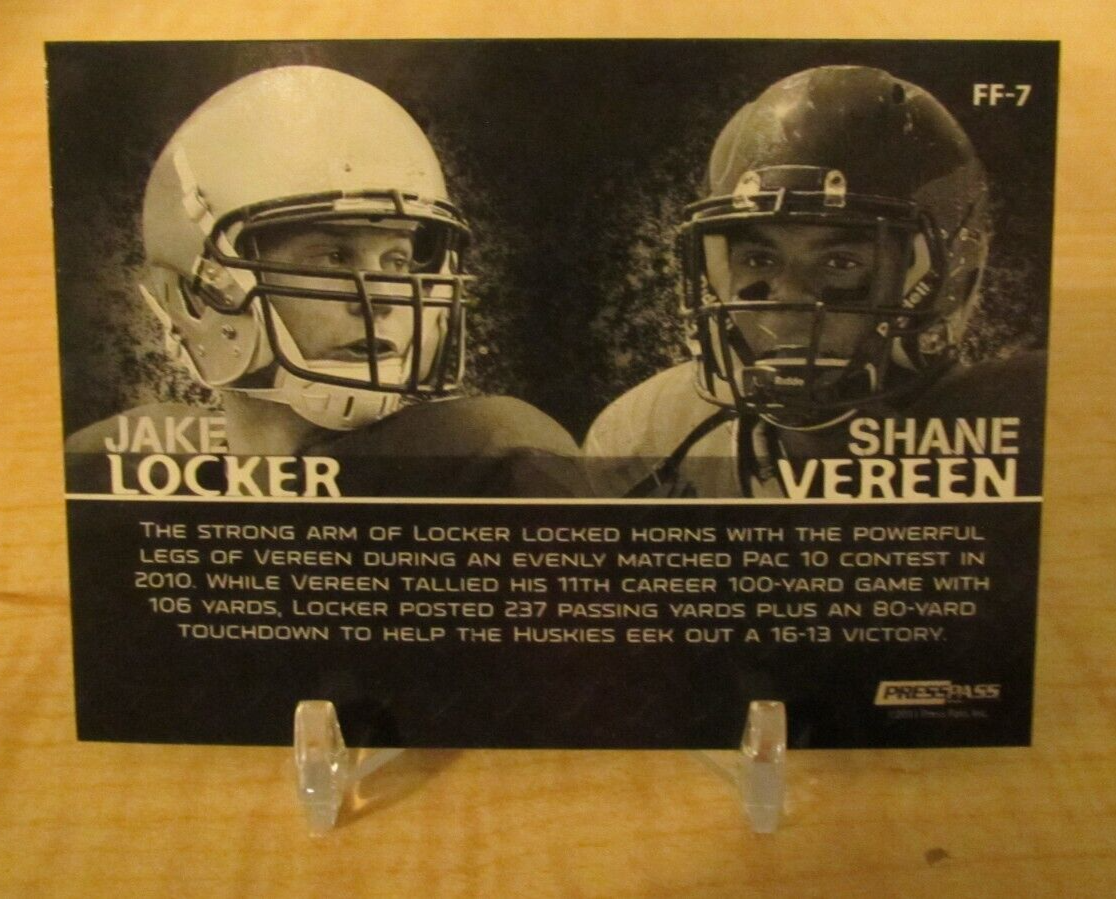 FF-7
JAKE
LOCKER
SHANE
VEREEN
THE STRONG ARM OF LOCKER LOCKED HORNS WITH THE POWERFUL
LEGS OF VEREEN DURING AN EVENLY MATCHED PAC 10 CONTEST IN
2010. WHILE VEREEN TALLIED HIS 11TH CAREER 100-YARD GAME WITH
106 YARDS, LOCKER POSTED 237 PASSING YARDS PLUS AN 80-YARD
TOUCHDOWN TO HELP THE HUSKIES EEK OUT A 16-13 VICTORY.
PRESSPASS
Press Pass, Inc.